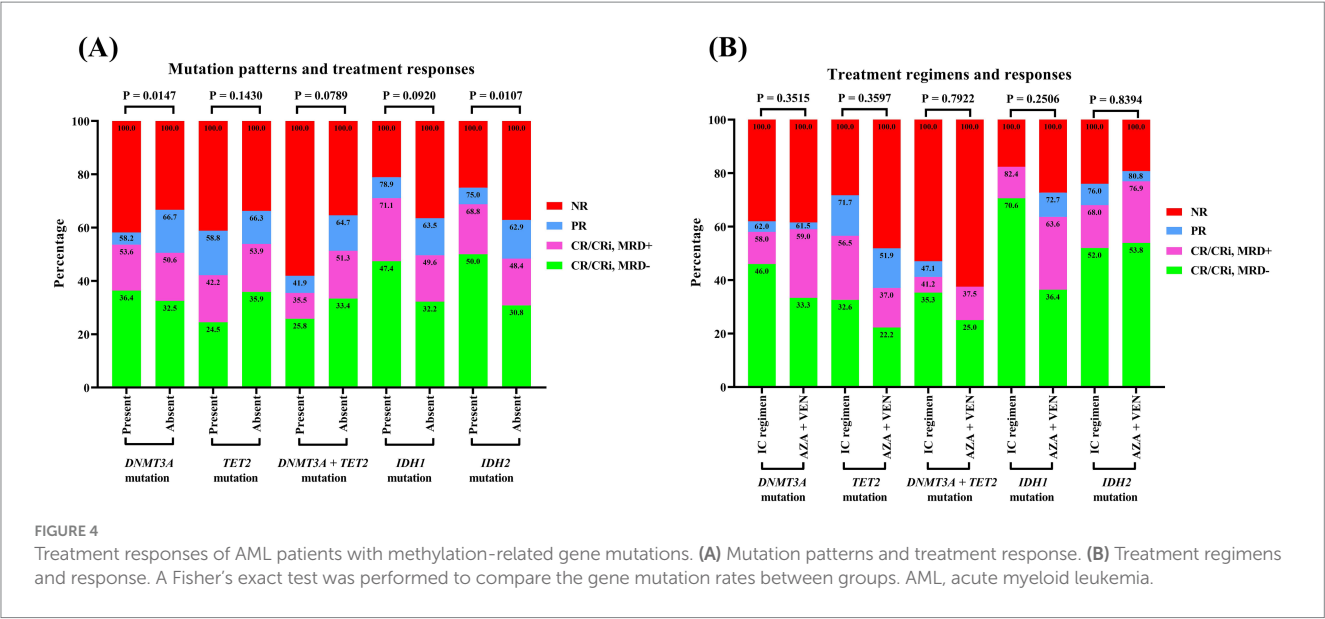 (A)
Mutation patterns and treatment responses
P = 0.0147 P = 0.1430 P = 0.0789 P = 0.0920 P = 0.0107
Percentage
100
80
60
40
20
0
100.0 100.0 100.0 100.0 100.0 100.0 100.0 100.0 100.0 100.0
58.2 66.7 58.8 66.3 41.9 64.7 78.9 63.5 75.0 62.9
53.6 50.6 42.2 53.9 35.5 51.3 71.1 49.6 68.8 48.4
36.4 32.5 24.5 35.9 25.8 33.4 47.4 32.2 50.0 30.8
NR
PR
CR/CRi, MRD+
CR/CRi, MRD-
Present Absent Present Absent Present Absent Present Absent Present Absent
DNMT3A TET2 DNMT3A + TET2 IDH1 IDH2
mutation mutation mutation mutation mutation
(B)
Treatment regimens and responses
P = 0.3515 P = 0.3597 P = 0.7922 P = 0.2506 P = 0.8394
Percentage
100
80
60
40
20
0
100.0 100.0 100.0 100.0 100.0 100.0 100.0 100.0 100.0 100.0
62.0 61.5 71.7 51.9 47.1 72.7 76.0 80.8
58.0 59.0 56.5 37.0 41.2 37.5 82.4 63.6 68.0 76.9
46.0 33.3 32.6 22.2 35.3 25.0 70.6 36.4 52.0 53.8
NR
PR
CR/CRi, MRD+
CR/CRi, MRD-
IC regimen AZA + VEN IC regimen AZA + VEN IC regimen AZA + VEN IC regimen AZA + VEN IC regimen AZA + VEN
DNMT3A TET2 DNMT3A + TET2 IDH1 IDH2
mutation mutation mutation mutation mutation
FIGURE 4
Treatment responses of AML patients with methylation-related gene mutations. (A) Mutation patterns and treatment response. (B) Treatment regimens
and response. A Fisher’s exact test was performed to compare the gene mutation rates between groups. AML, acute myeloid leukemia.